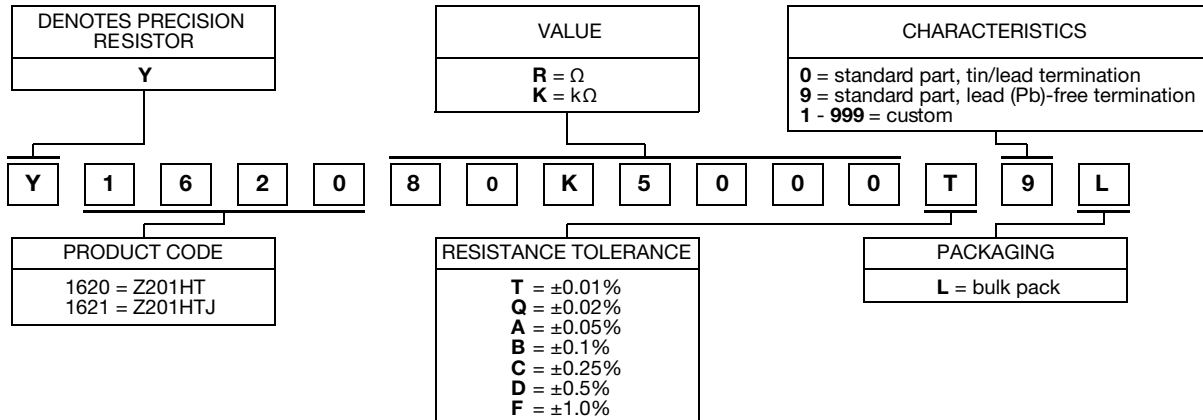 DENOTES PRECISION
RESISTOR
Y
VALUE
R = Ω
K = kΩ
CHARACTERISTICS
0 = standard part, tin/lead termination
9 = standard part, lead (Pb)-free termination
1 - 999 = custom
Y 1 6 2 0 8 0 K 5 0 0 0 T 9 L
PRODUCT CODE
1620 = Z201HT
1621 = Z201HTJ
RESISTANCE TOLERANCE
T = ±0.01%
Q = ±0.02%
A = ±0.05%
B = ±0.1%
C = ±0.25%
D = ±0.5%
F = ±1.0%
PACKAGING
L = bulk pack